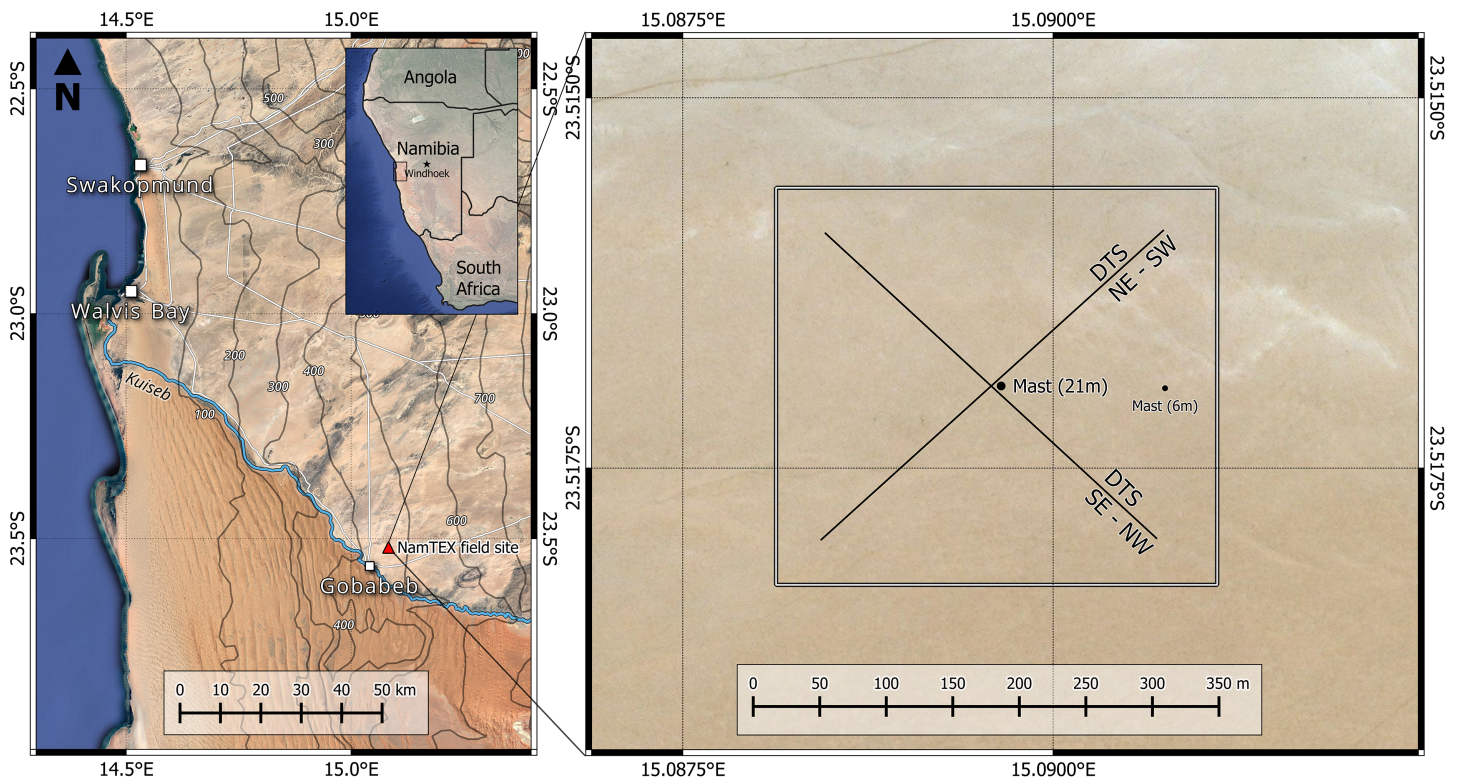 14.5°E
15.0°E
22.5°S
22.5°S
N
500
300
00
Angola
Namibia
Windhoek
South
Africa
Swakopmund
Walvis Bay
23.0°S
23.0°S
Kuiseb
200
300
400
100
700
600
23.5°S
23.5°S
NamTEX field site
Gobabeb
400
0 10 20 30 40 50 km
14.5°E
15.0°E
15.0875°E
15.0900°E
23.5150°S
23.5150°S
DTS
NE - SW
Mast (21m)
Mast (6m)
DTS
SE - NW
23.5175°S
23.5175°S
0 50 100 150 200 250 300 350 m
15.0875°E
15.0900°E